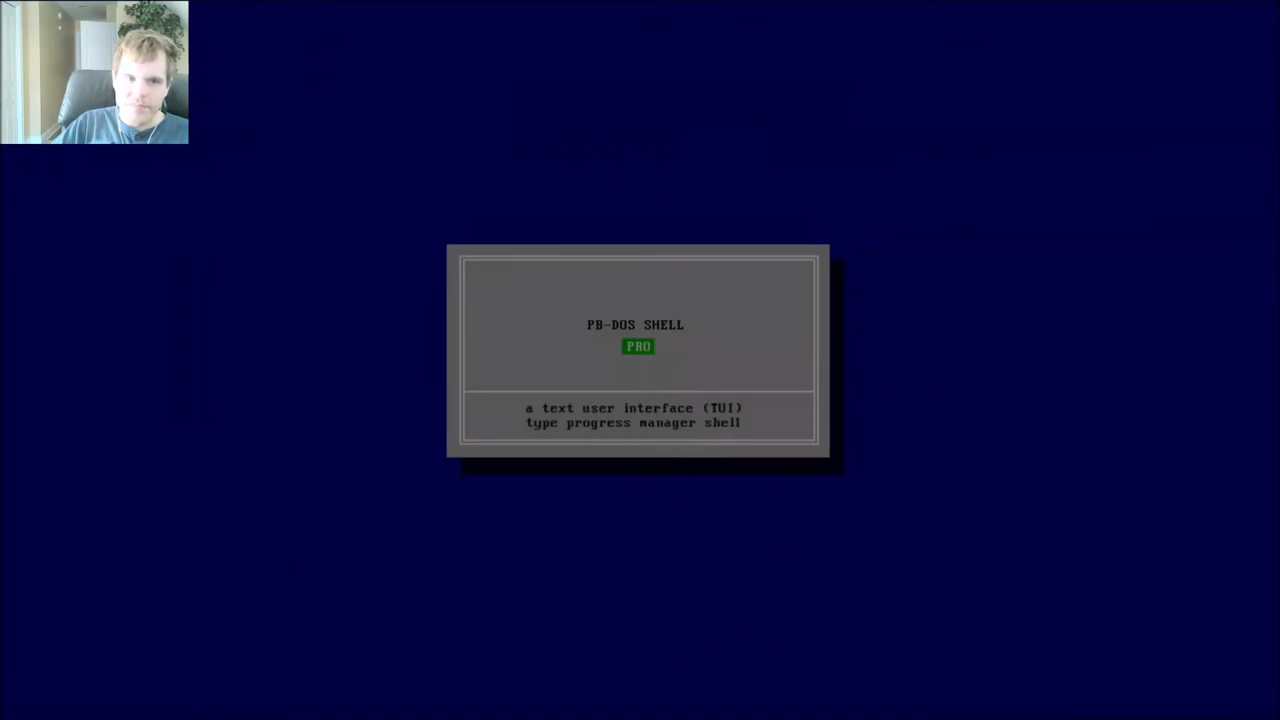 PB-DOS SHELL
PRO
a text user interface (TUI)
type progress manager shell